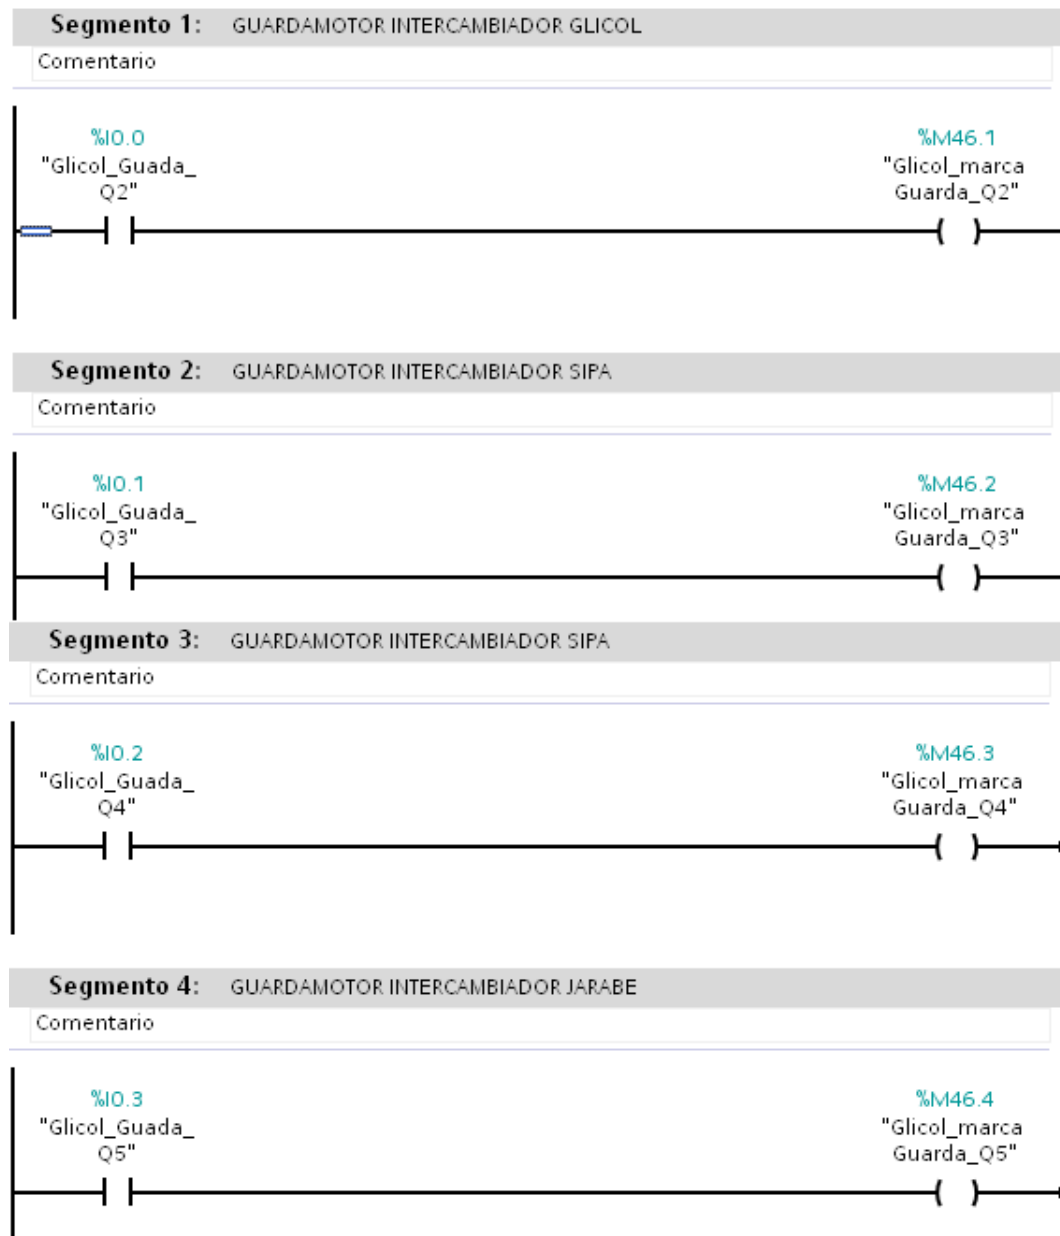 Segmento 1: GUARDAMOTOR INTERCAMBIADOR GLICOL
Comentario
%I0.0
"Glicol_Guada_
Q2"
%M46.1
"Glicol_marca
Guarda_Q2"
Segmento 2: GUARDAMOTOR INTERCAMBIADOR SIPA
Comentario
%I0.1
"Glicol_Guada_
Q3"
%M46.2
"Glicol_marca
Guarda_Q3"
Segmento 3: GUARDAMOTOR INTERCAMBIADOR SIPA
Comentario
%I0.2
"Glicol_Guada_
Q4"
%M46.3
"Glicol_marca
Guarda_Q4"
Segmento 4: GUARDAMOTOR INTERCAMBIADOR JARABE
Comentario
%I0.3
"Glicol_Guada_
Q5"
%M46.4
"Glicol_marca
Guarda_Q5"